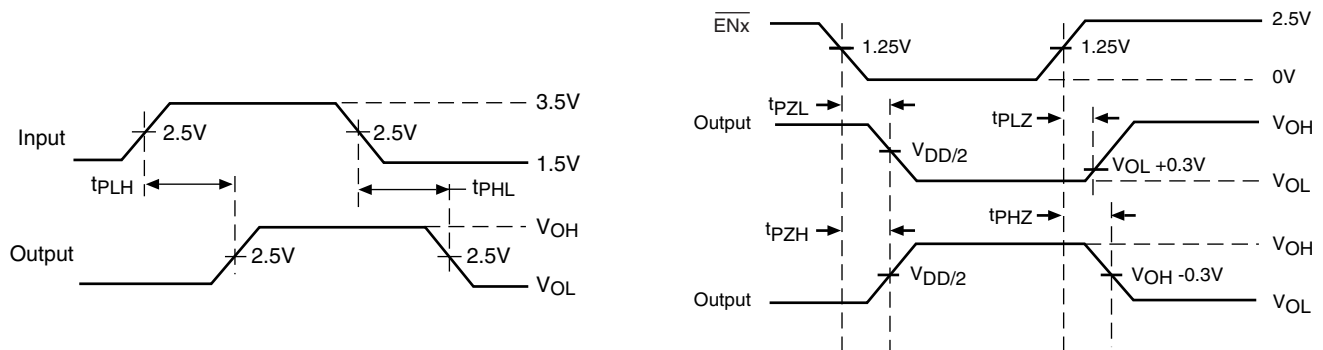 Input
2.5V
2.5V
3.5V
1.5V
tPLH
tPHL
Output
2.5V
2.5V
VOH
VOL
ENx
1.25V
1.25V
2.5V
0V
Output
tPZL
VDD/2
tPLZ
VOL +0.3V
VOH
VOL
tPZH
VDD/2
tPHZ
VOH -0.3V
VOH
VOL
Output